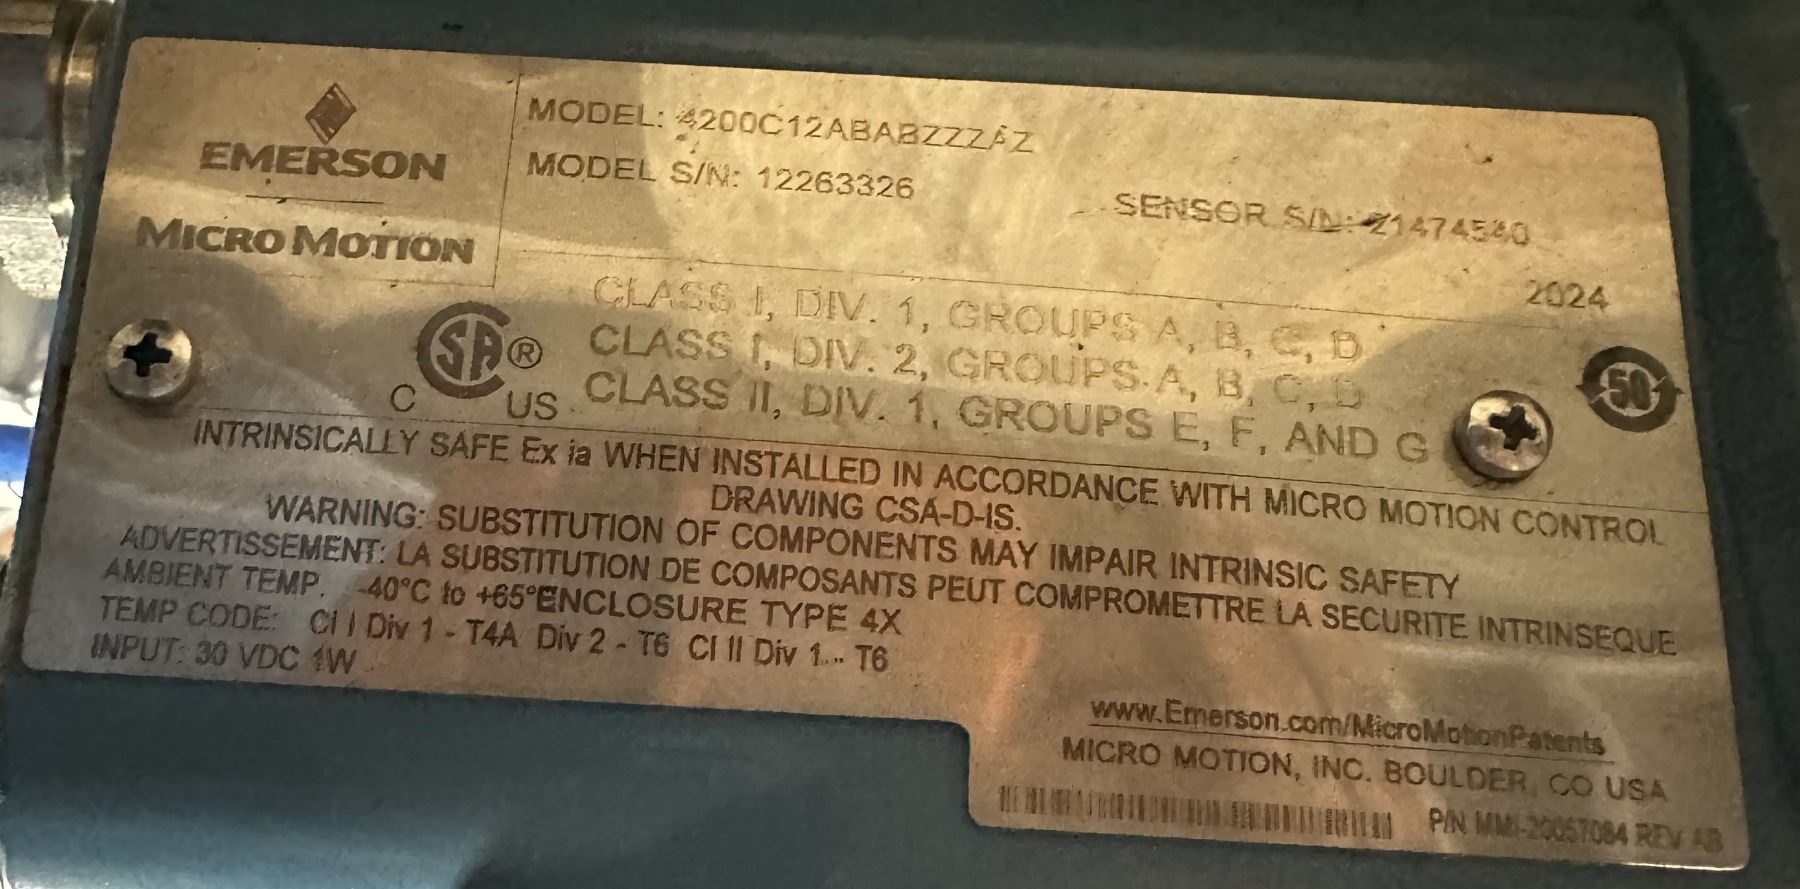 EMERSON
MICRO MOTION
MODEL: 4200C12ABABZZZAZ
MODEL S/N: 12263326
SENSOR S/N: 21474540
2024
CLASS I, DIV. 1, GROUPS A, B, C, D
CLASS I, DIV. 2, GROUPS A, B, C, D
CLASS II, DIV. 1, GROUPS E, F, AND G
SA ®
C US
50
INTRINSICALLY SAFE Ex ia WHEN INSTALLED IN ACCORDANCE WITH MICRO MOTION CONTROL
DRAWING CSA-D-IS.
WARNING: SUBSTITUTION OF COMPONENTS MAY IMPAIR INTRINSIC SAFETY
ADVERTISSEMENT: LA SUBSTITUTION DE COMPOSANTS PEUT COMPROMETTRE LA SECURITE INTRINSEQUE
AMBIENT TEMP. -40°C to +65°ENCLOSURE TYPE 4X
TEMP CODE: Cl I Div 1 - T4A Div 2 - T6 Cl II Div 1 - T6
INPUT: 30 VDC 1W
www.Emerson.com/MicroMotionPatents
MICRO MOTION, INC. BOULDER, CO USA
P/N MMI-20057084 REV AB